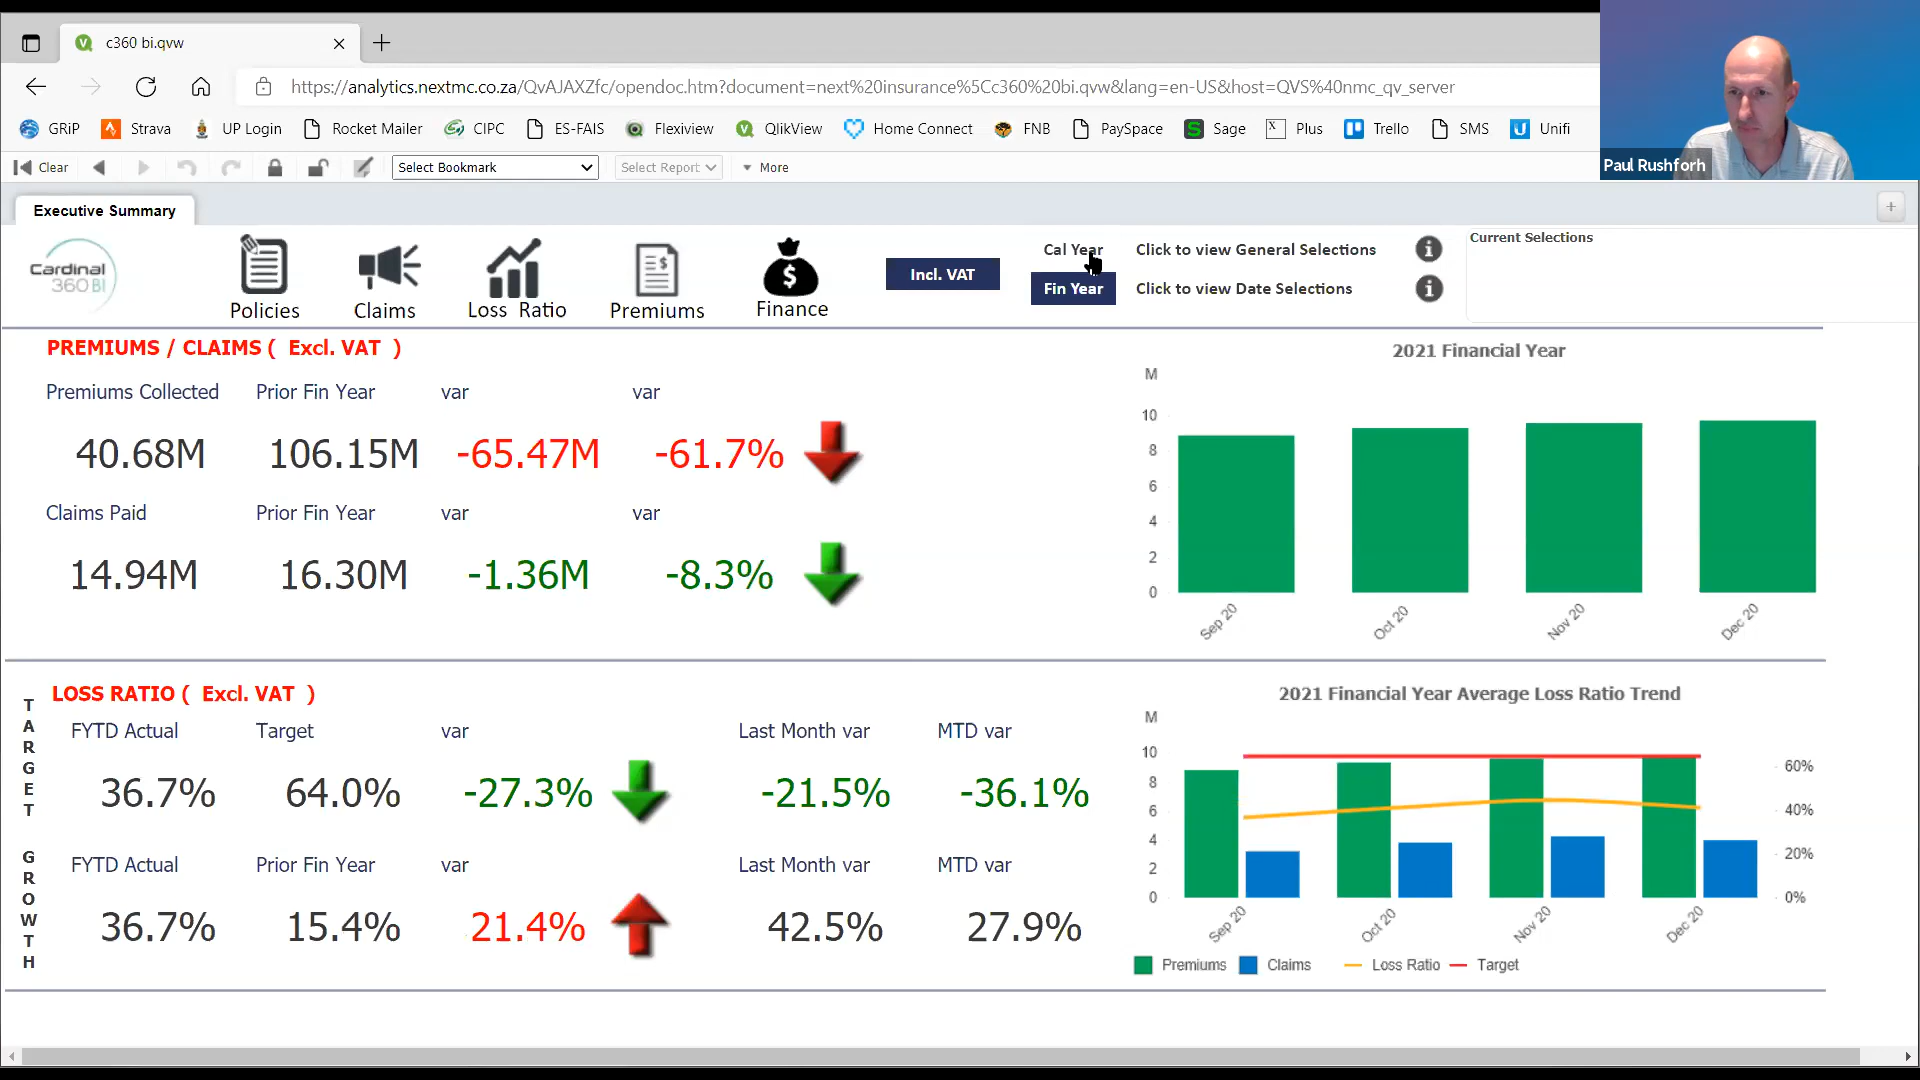 c360 bi.qvw
https://analytics.nextmc.co.za/QvAJAXZfc/opendoc.htm?document=next%20insurance%5Cc360%20bi.qvw&lang=en-US&host=QVS%40nmc_qv_server
GRiP Strava UP Login Rocket Mailer CIPC ES-FAIS Flexiview QlikView Home Connect FNB PaySpace Sage Plus Trello SMS Unifi
Paul Rushforh
Clear Select Bookmark Select Report More
Executive Summary
Cardinal
360BI
Policies Claims Loss Ratio Premiums Finance
Incl. VAT
Cal Year Click to view General Selections
Fin Year Click to view Date Selections
Current Selections
PREMIUMS / CLAIMS ( Excl. VAT )
Premiums Collected Prior Fin Year var var
40.68M 106.15M -65.47M -61.7%
Claims Paid Prior Fin Year var var
14.94M 16.30M -1.36M -8.3%
2021 Financial Year
M
10
8
6
4
2
0
Sep 20 Oct 20 Nov 20 Dec 20
TARGET
LOSS RATIO ( Excl. VAT )
FYTD Actual Target var Last Month var MTD var
36.7% 64.0% -27.3% -21.5% -36.1%
GROWTH
FYTD Actual Prior Fin Year var Last Month var MTD var
36.7% 15.4% 21.4% 42.5% 27.9%
2021 Financial Year Average Loss Ratio Trend
M
10
8
6
4
2
0
60%
40%
20%
0%
Sep 20 Oct 20 Nov 20 Dec 20
Premiums Claims Loss Ratio Target